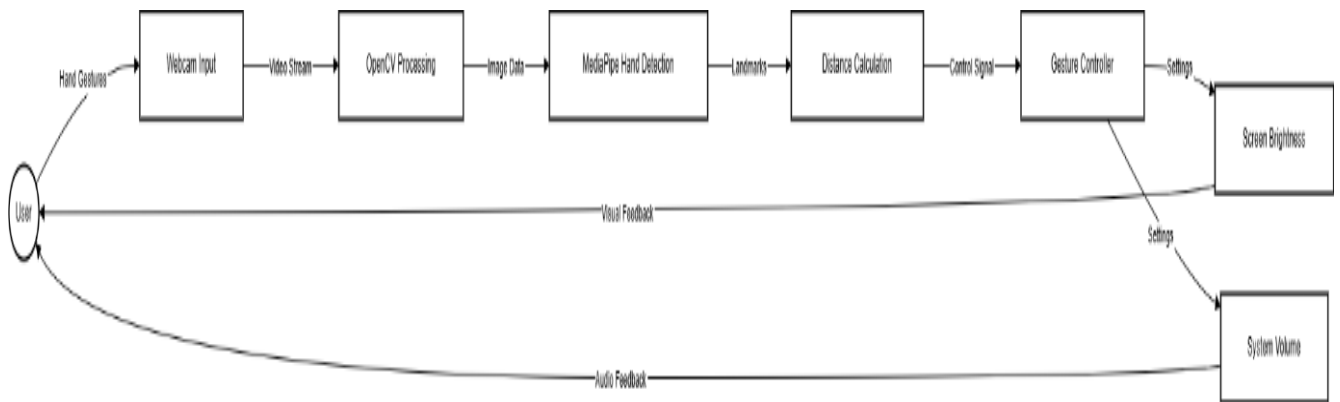 Hand Gestures
Webcam Input
Video Stream
OpenCV Processing
Image Data
MediaPipe Hand Detection
Landmarks
Distance Calculation
Control Signal
Gesture Controller
Settings
Screen Brightness
User
Visual Feedback
Settings
System Volume
Audio Feedback